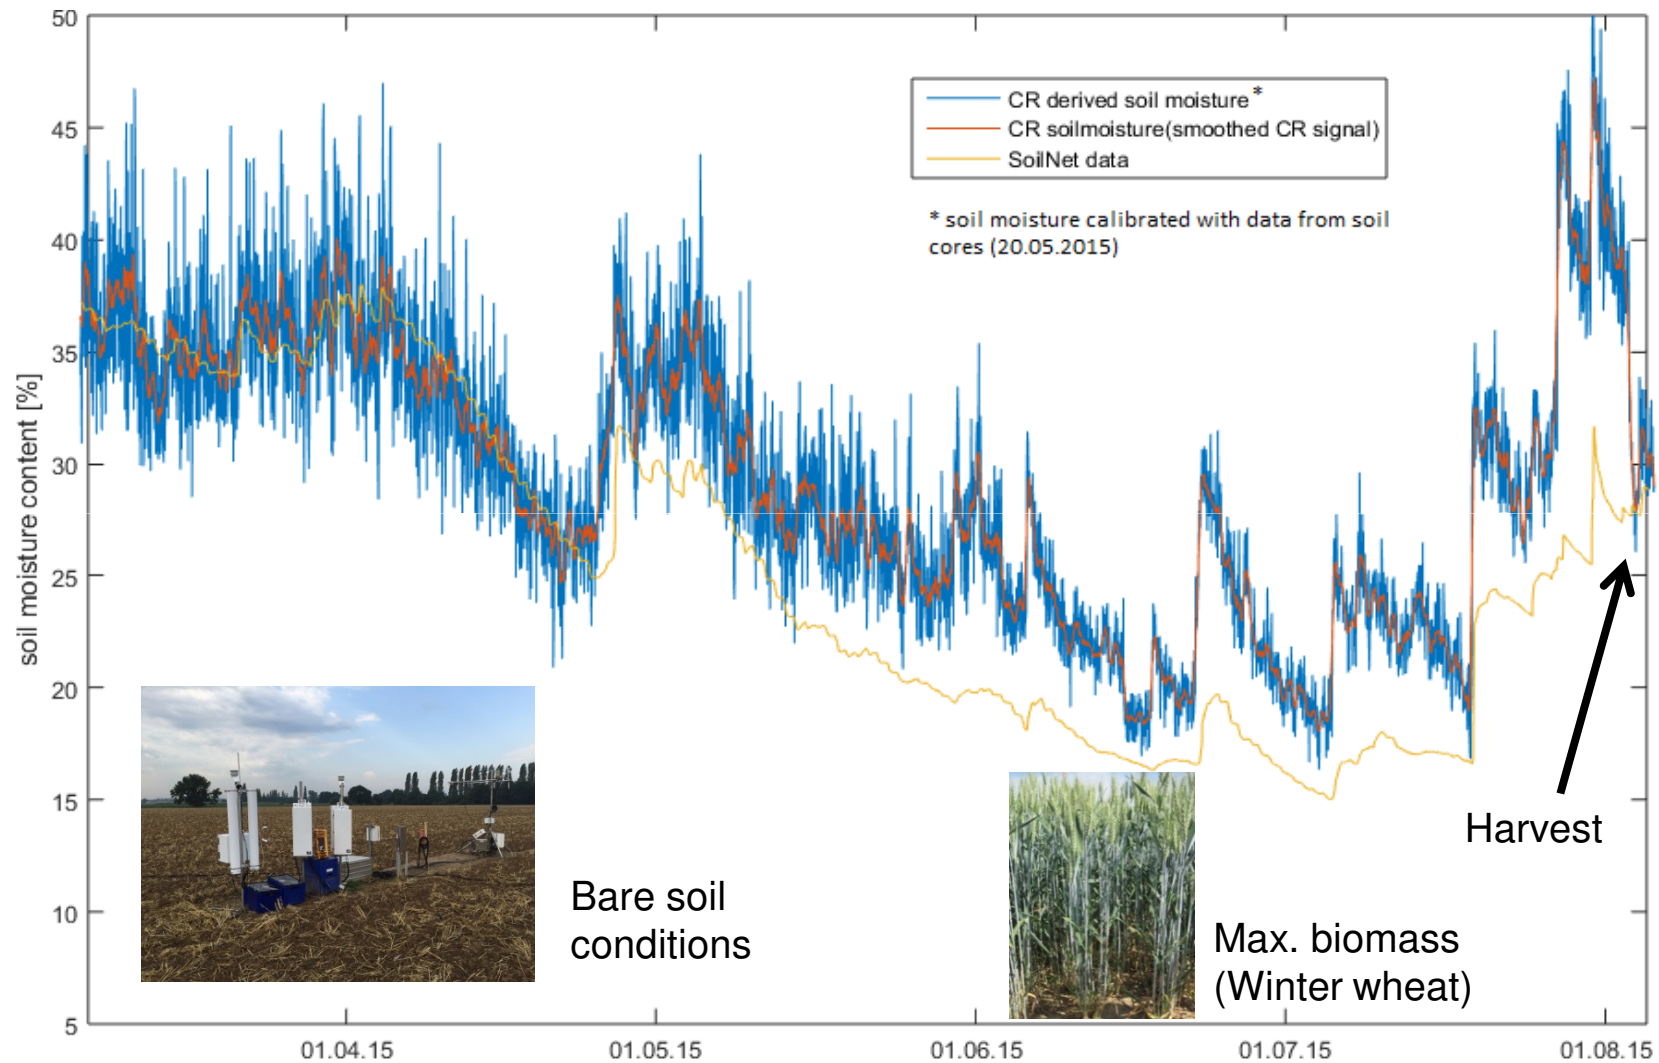 50
45
40
35
30
25
20
15
10
5
soil moisture content [%]
CR derived soil moisture*
CR soilmoisture(smoothed CR signal)
SoilNet data
* soil moisture calibrated with data from soil
cores (20.05.2015)
Bare soil
conditions
Max. biomass
(Winter wheat)
Harvest
01.04.15
01.05.15
01.06.15
01.07.15
01.08.15